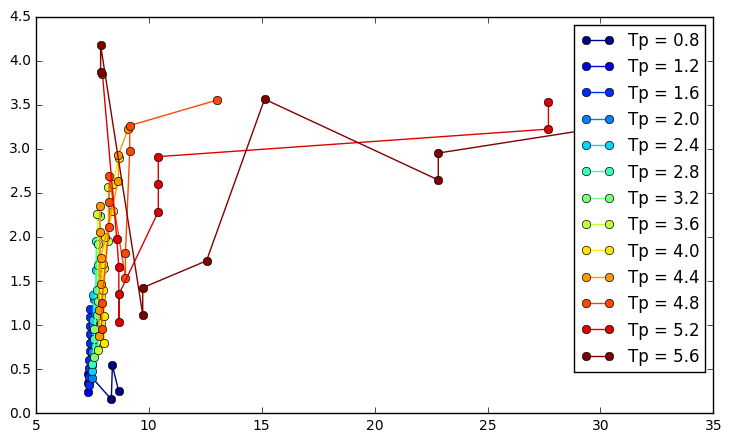 4.5
4.0
3.5
3.0
2.5
2.0
1.5
1.0
0.5
0.0
5
10
15
20
25
30
35
Tp = 0.8
Tp = 1.2
Tp = 1.6
Tp = 2.0
Tp = 2.4
Tp = 2.8
Tp = 3.2
Tp = 3.6
Tp = 4.0
Tp = 4.4
Tp = 4.8
Tp = 5.2
Tp = 5.6